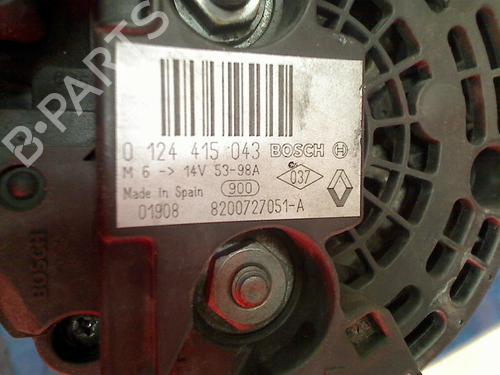 B-PARTS
0 124 415 043 BOSCH
M 6 -> 14V 53-98A
Made in Spain 900 037
01908 8200727051-A
BOSCH